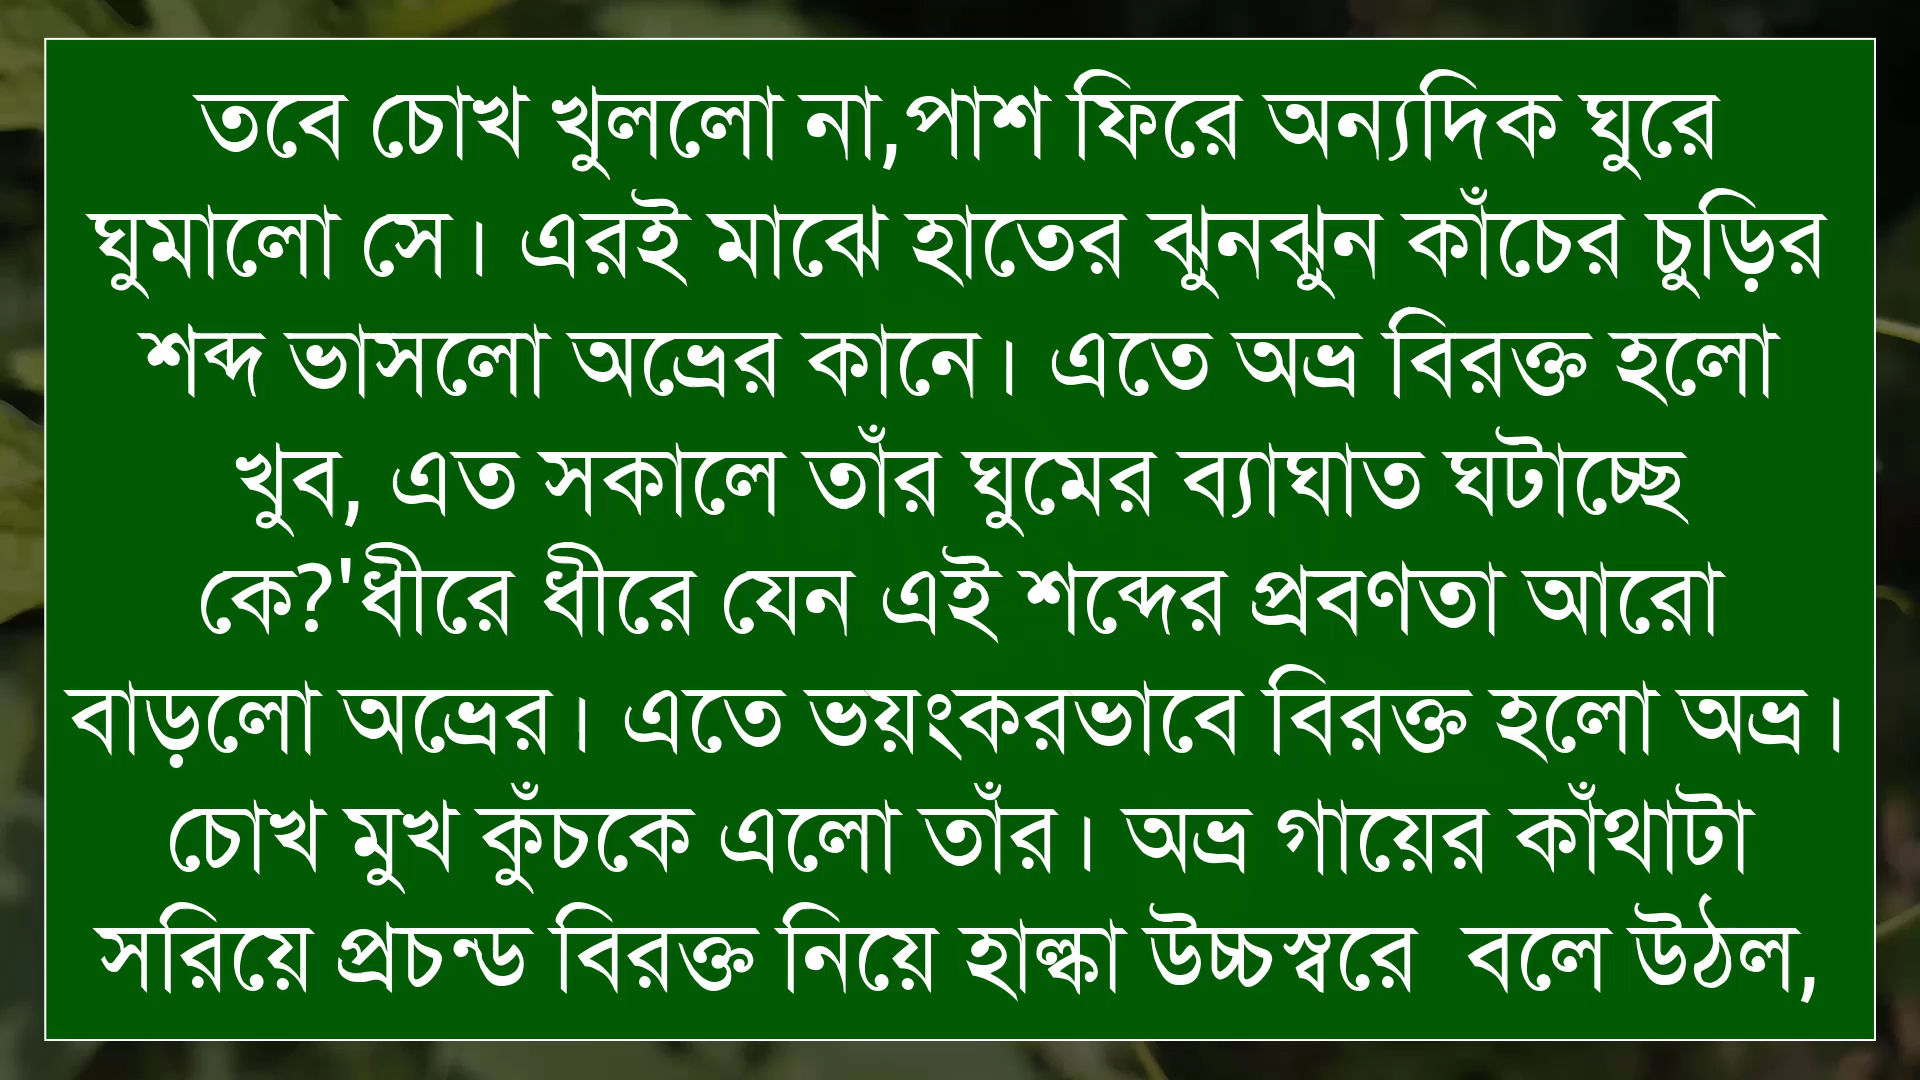 তবে চোখ খুললো না,পাশ ফিরে অন্যদিক ঘুরে
ঘুমালো সে। এরই মাঝে হাতের ঝুনঝুন কাঁচের চুড়ির
শব্দ ভাসলো অভ্রের কানে। এতে অভ্র বিরক্ত হলো
খুব, এত সকালে তাঁর ঘুমের ব্যাঘাত ঘটাচ্ছে
কে?'ধীরে ধীরে যেন এই শব্দের প্রবণতা আরো
বাড়লো অভ্রের। এতে ভয়ংকরভাবে বিরক্ত হলো অভ্র।
চোখ মুখ কুঁচকে এলো তাঁর। অভ্র গায়ের কাঁথাটা
সরিয়ে প্রচন্ড বিরক্ত নিয়ে হাল্কা উচ্চস্বরে  বলে উঠল,